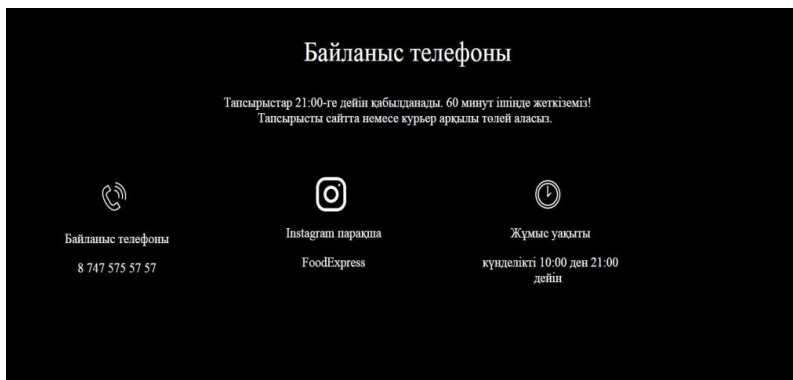 Байланыс телефоны
Тапсырыстар 21:00-ге дейін қабылданады. 60 минут ішінде жеткіземіз!
Тапсырысты сайтта немесе курьер арқылы төлей аласыз.
Байланыс телефоны
8 747 575 57 57
Instagram парақша
FoodExpress
Жұмыс уақыты
күнделікті 10:00 ден 21:00
дейін